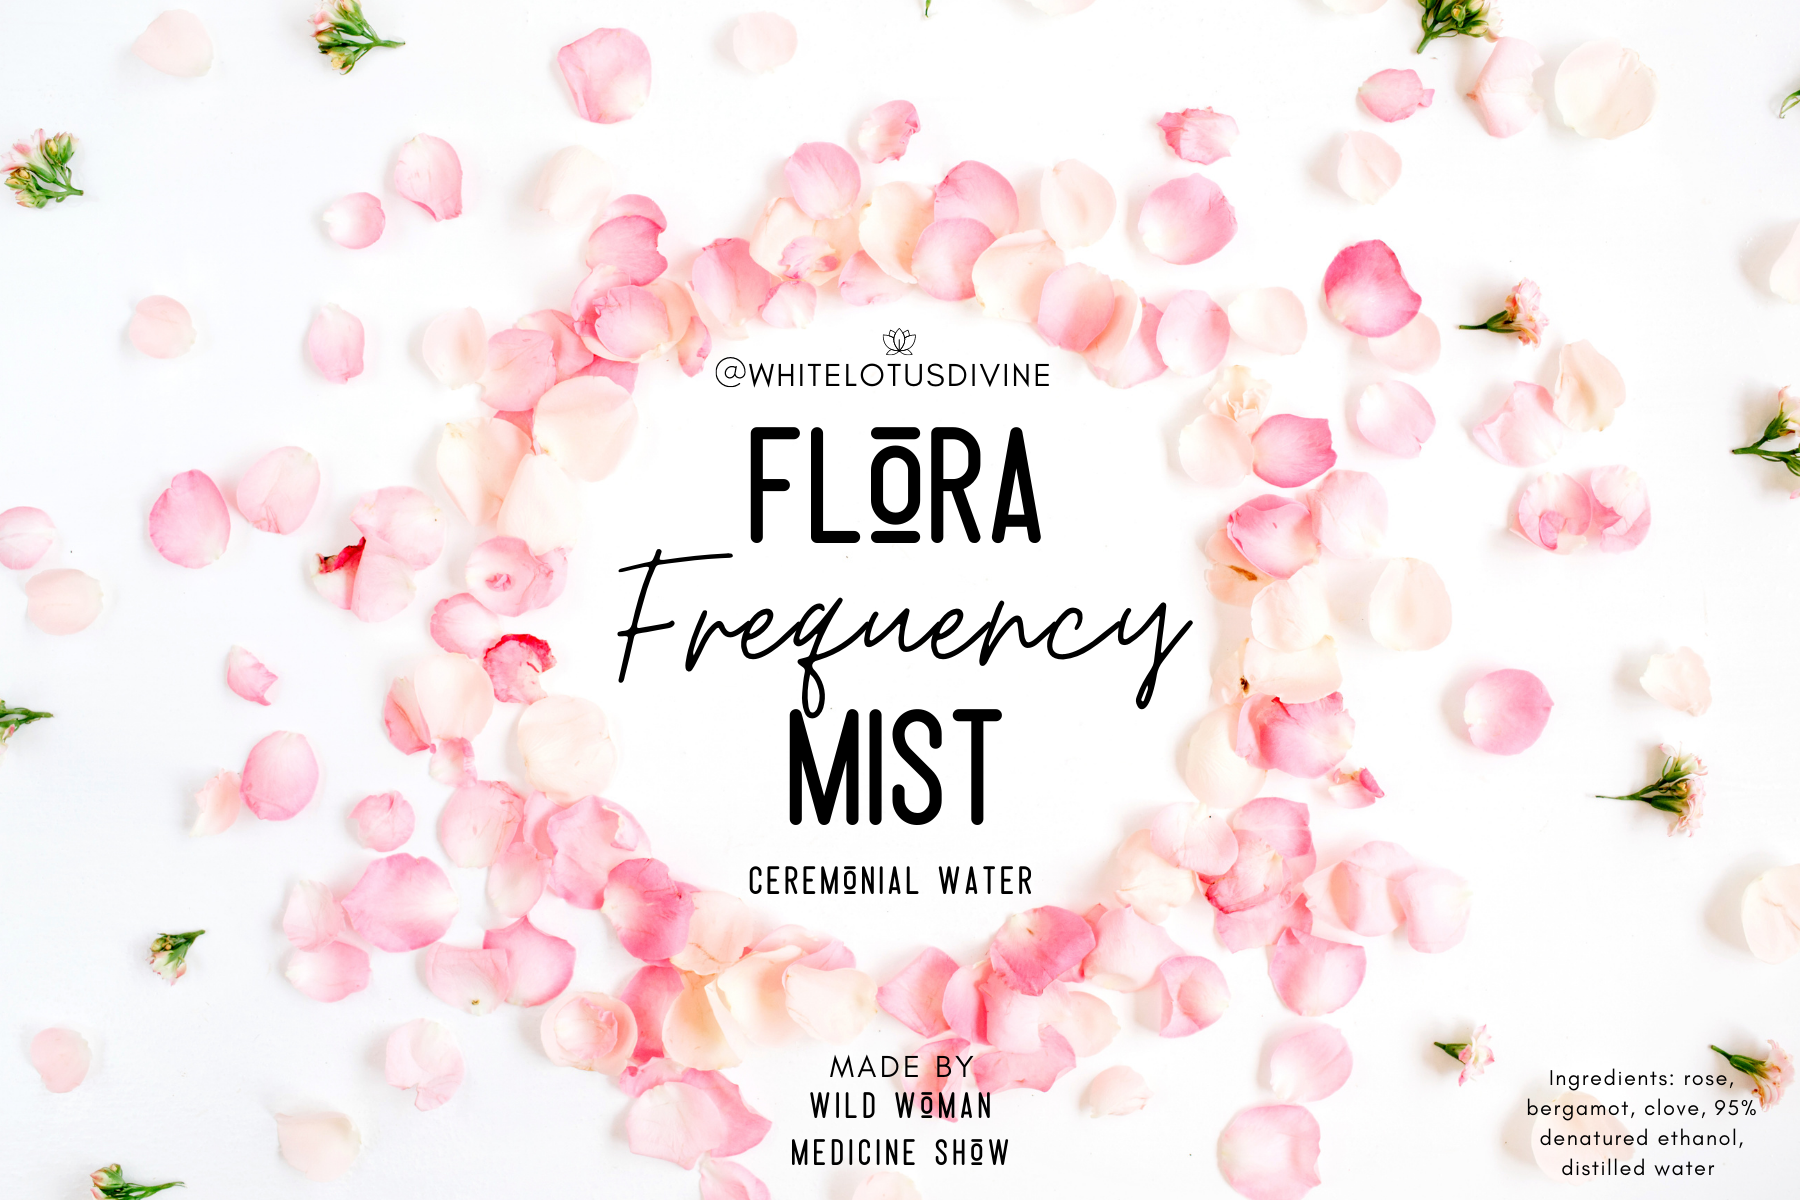 @WHITELOTUSDIVINE
FLŌRA
Frequency
MIST
CEREMŌNIAL WATER
MADE BY
WILD WŌMAN
MEDICINE SHŌW
Ingredients: rose,
bergamot, clove, 95%
denatured ethanol,
distilled water